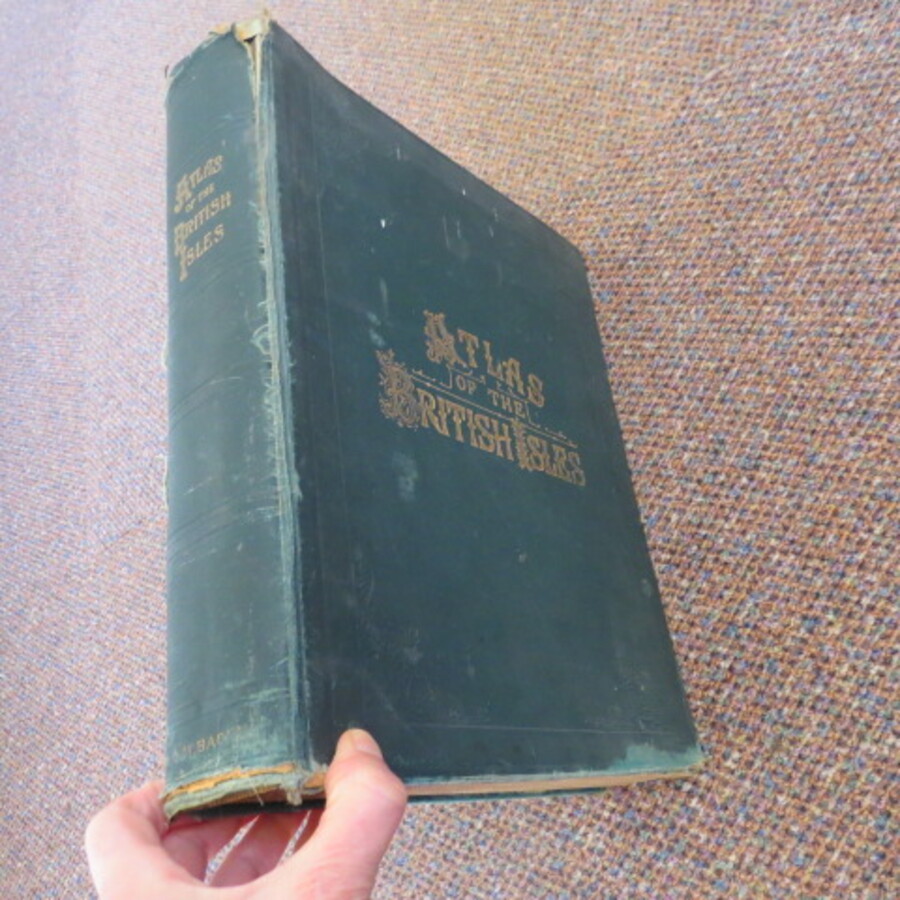 ATLAS
OF THE
BRITISH
ISLES
ATLAS
OF THE
BRITISH ISLES